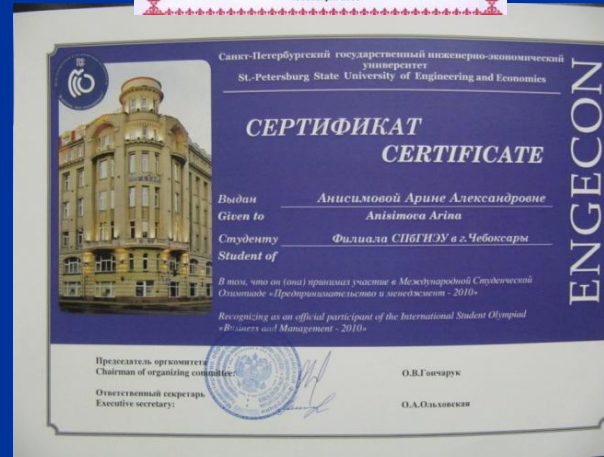 Санкт-Петербургский государственный инженерно-экономический
университет
St.-Petersburg State University of Engineering and Economics
СЕРТИФИКАТ
CERTIFICATE
Выдан Анисимовой Арине Александровне
Given to Anisimova Arina
Студенту Филиала СПбГИЭУ в г.Чебоксары
Student of
В том, что он (она) принимал участие в Международной Студенческой
Олимпиаде «Предпринимательство и менеджмент - 2010»
Recognizing as an official participant of the International Student Olympiad
«Business and Management - 2010»
ENGECON
Председатель оргкомитета
Chairman of organizing committee:
О.В.Гончарук
Ответственный секретарь
Executive secretary:
О.А.Ольховская